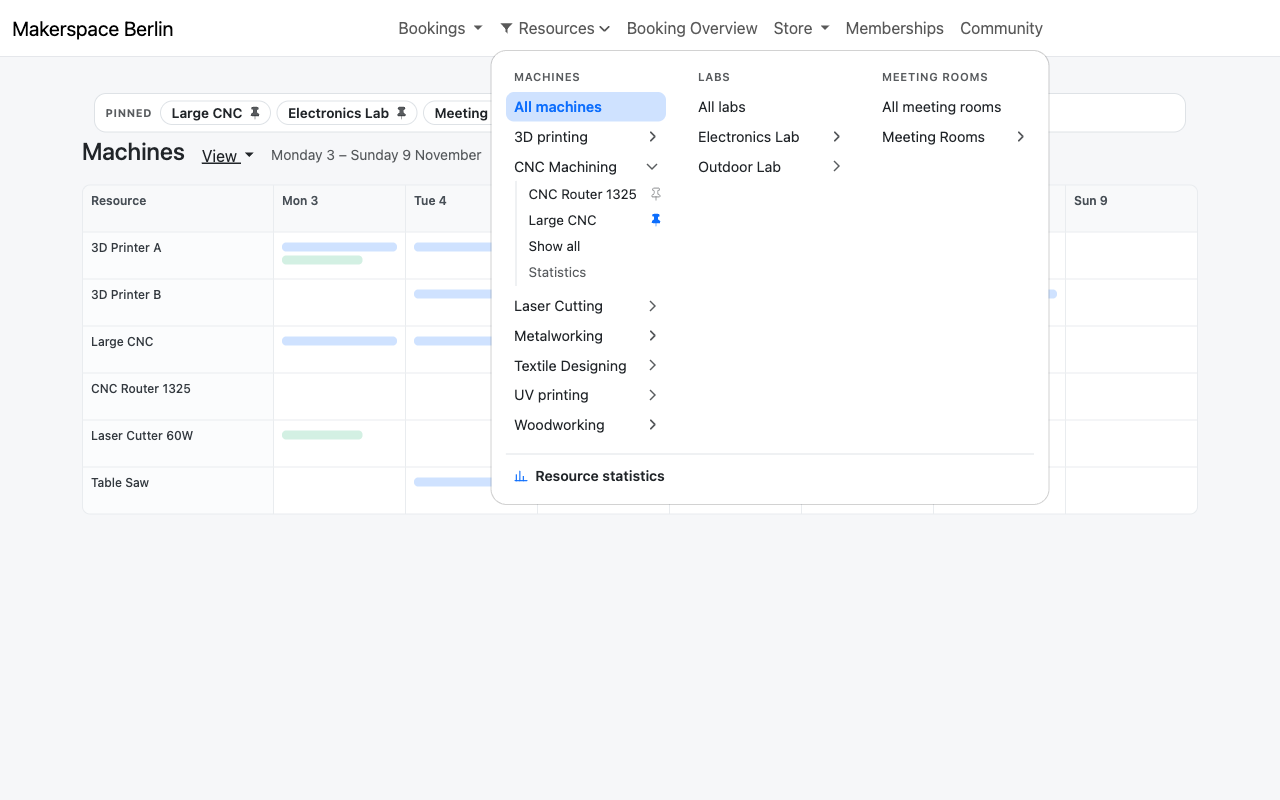 Makerspace Berlin
Bookings Resources Booking Overview Store Memberships Community
PINNED Large CNC Electronics Lab Meeting
Machines View Monday 3 – Sunday 9 November
Resource Mon 3 Tue 4 Sun 9
3D Printer A
3D Printer B
Large CNC
CNC Router 1325
Laser Cutter 60W
Table Saw
MACHINES
All machines
3D printing
CNC Machining
CNC Router 1325
Large CNC
Show all
Statistics
Laser Cutting
Metalworking
Textile Designing
UV printing
Woodworking
LABS
All labs
Electronics Lab
Outdoor Lab
MEETING ROOMS
All meeting rooms
Meeting Rooms
Resource statistics